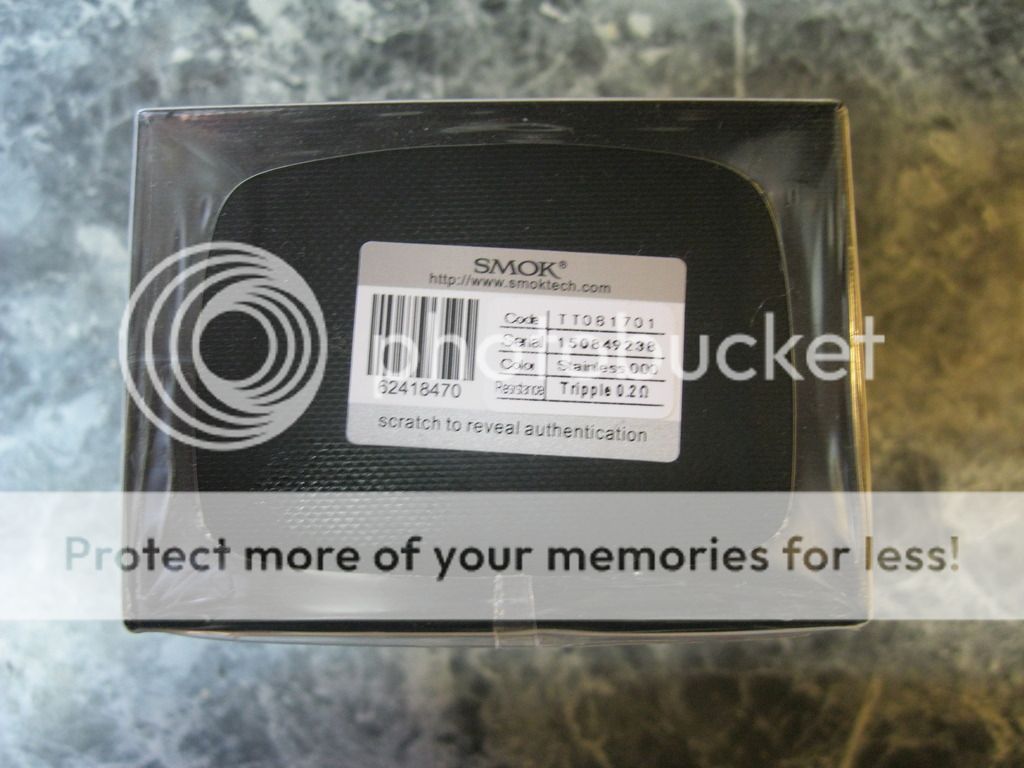 SMOK®
http://www.smoktech.com
Code TT081701
Serial 150849238
Color Stainless 000
62418470
Resistance Tripple 0.2Ω
scratch to reveal authentication
photobucket
Protect more of your memories for less!